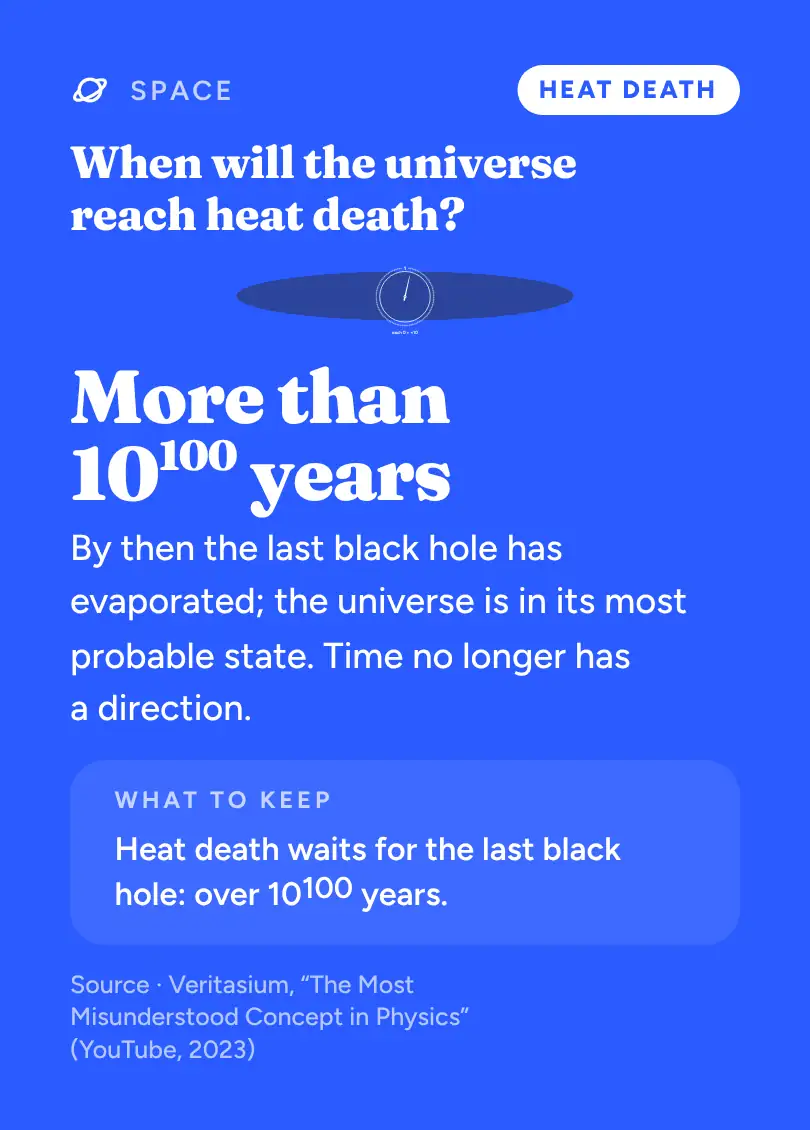 SPACE
HEAT DEATH
When will the universe
reach heat death?
More than
10¹⁰⁰ years
By then the last black hole has
evaporated; the universe is in its most
probable state. Time no longer has
a direction.
WHAT TO KEEP
Heat death waits for the last black
hole: over 10¹⁰⁰ years.
Source · Veritasium, “The Most
Misunderstood Concept in Physics”
(YouTube, 2023)